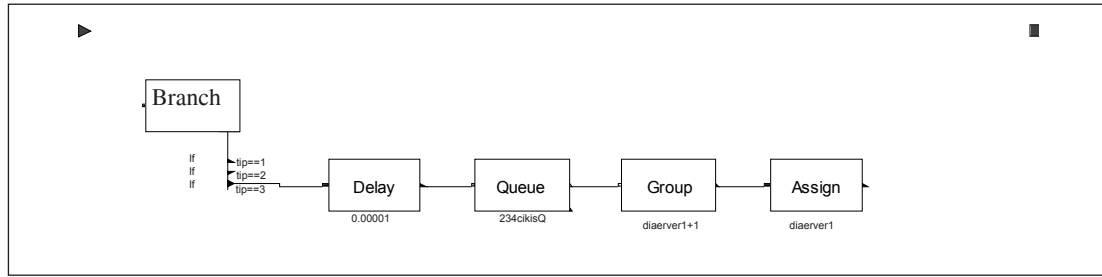 Branch
If tip==1
If tip==2
If tip==3
Delay
Queue
Group
Assign
0.00001
234cikisQ
diaerver1+1
diaerver1